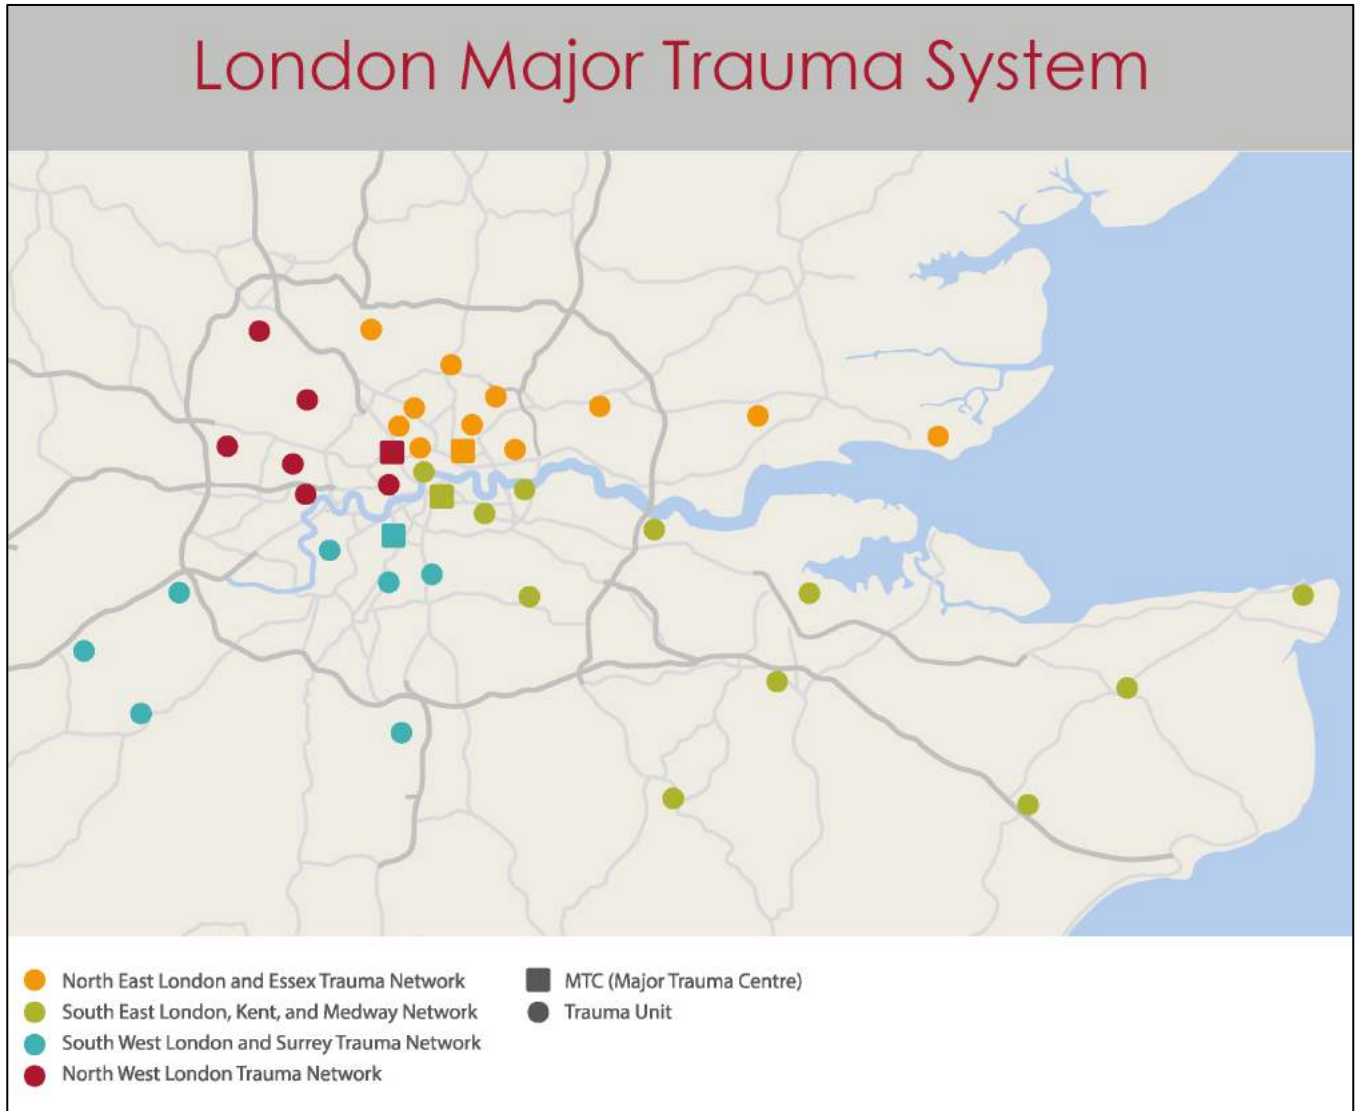 London Major Trauma System
North East London and Essex Trauma Network
South East London, Kent, and Medway Network
South West London and Surrey Trauma Network
North West London Trauma Network
MTC (Major Trauma Centre)
Trauma Unit